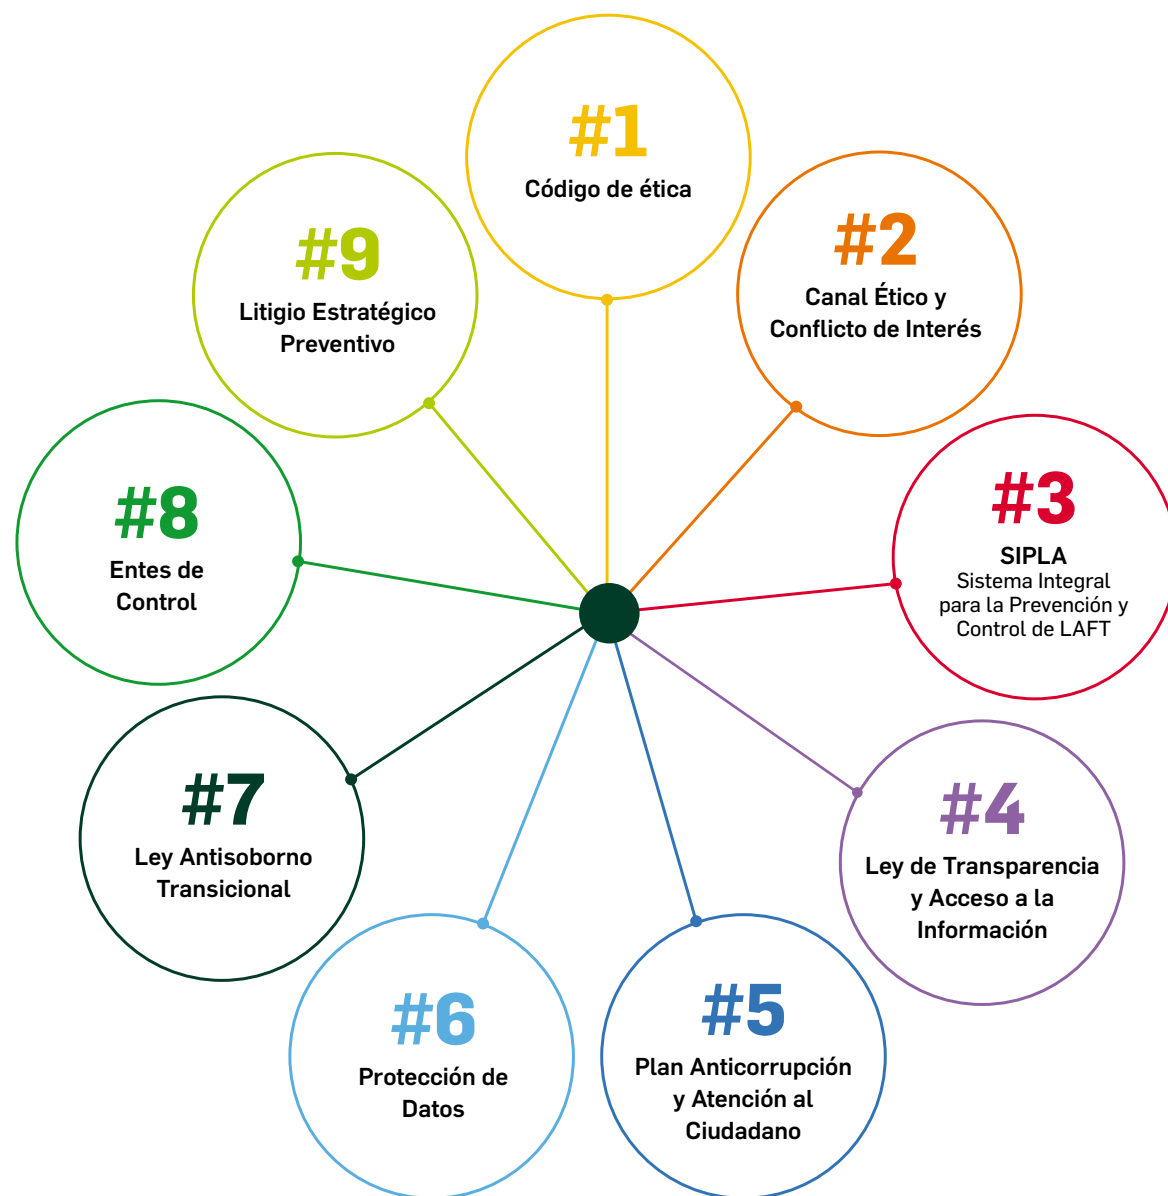 #1
Código de ética
#2
Canal Ético y
Conflicto de Interés
#3
SIPLA
Sistema Integral
para la Prevención y
Control de LAFT
#4
Ley de Transparencia
y Acceso a la
Información
#5
Plan Anticorrupción
y Atención al
Ciudadano
#6
Protección de
Datos
#7
Ley Antisoborno
Transicional
#8
Entes de
Control
#9
Litigio Estratégico
Preventivo